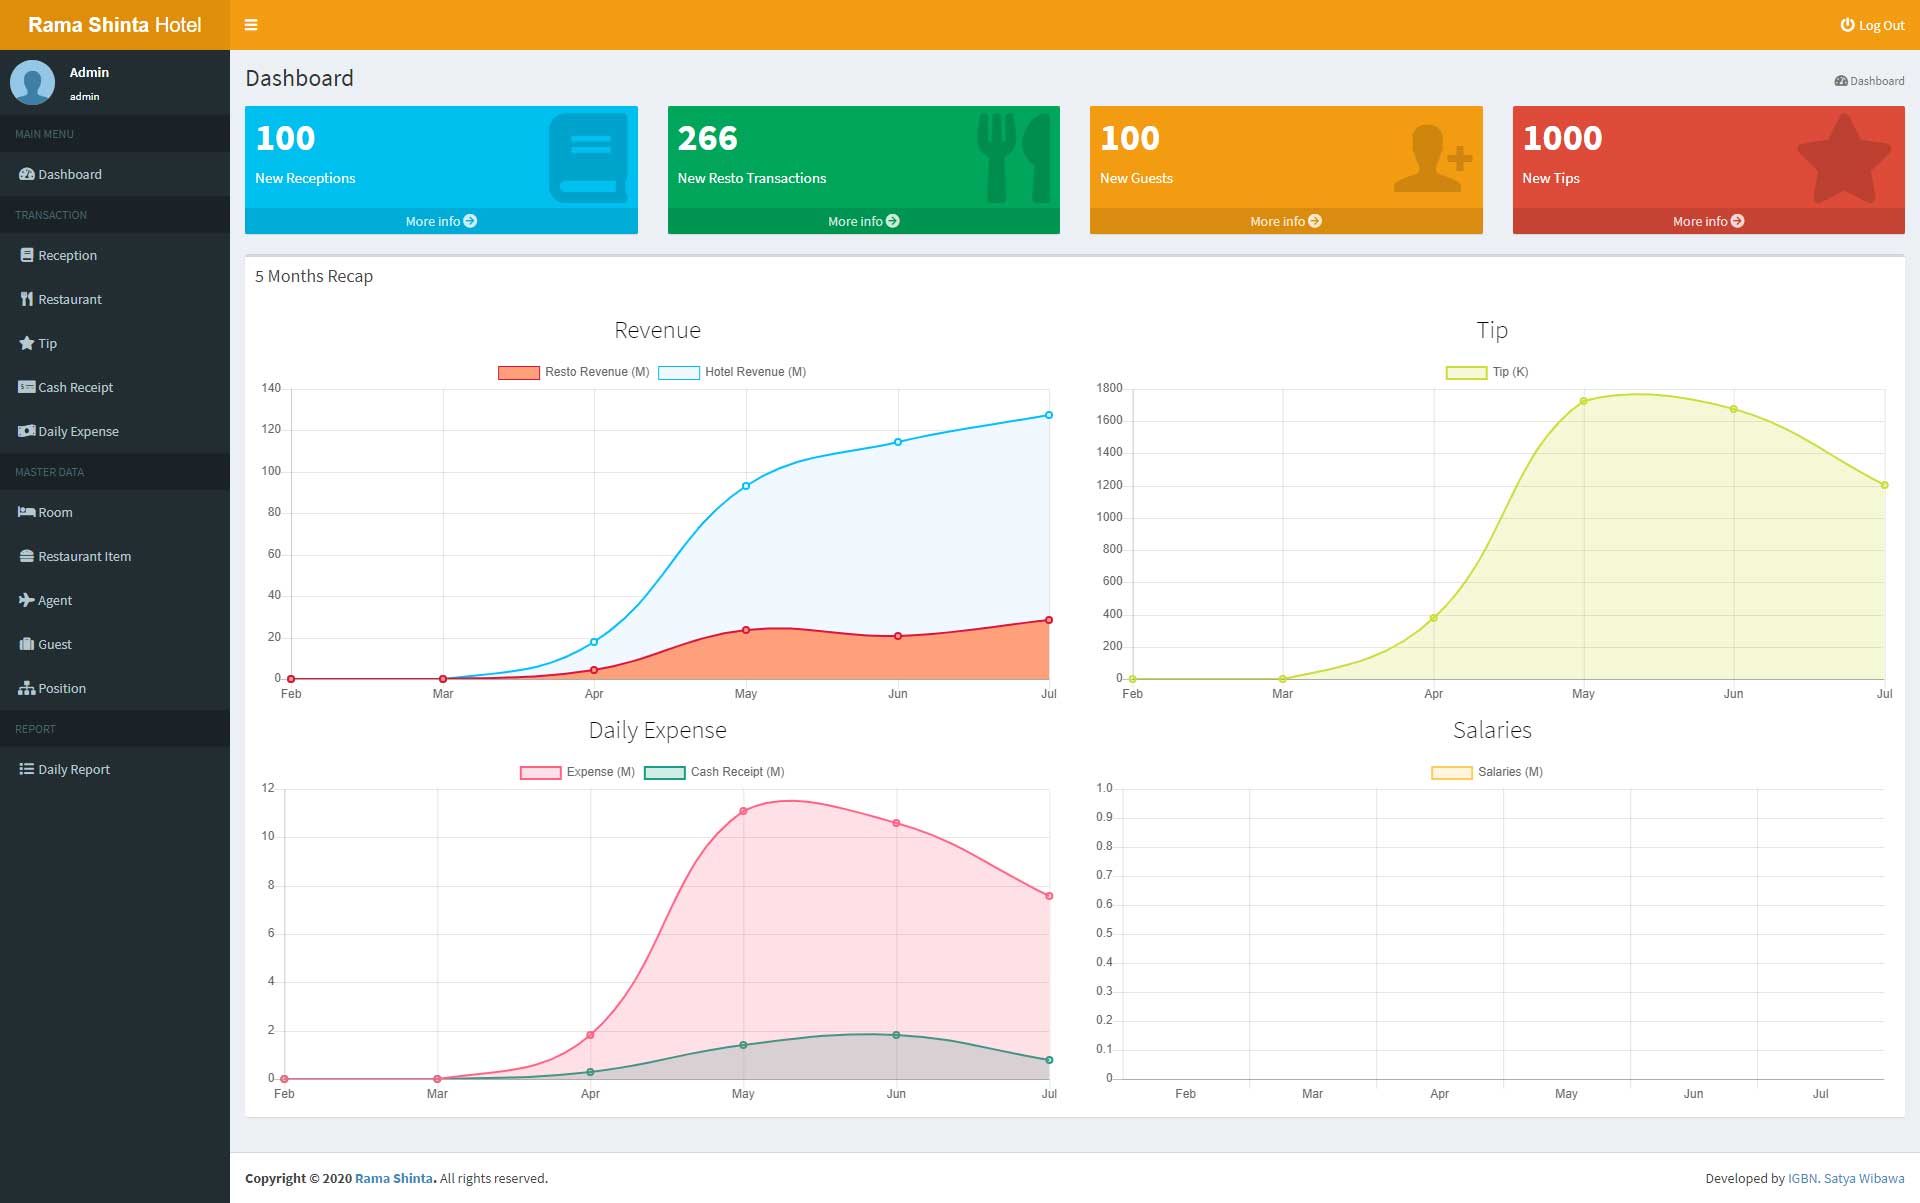 Rama Shinta Hotel
Log Out
Admin
admin
MAIN MENU
Dashboard
TRANSACTION
Reception
Restaurant
Tip
Cash Receipt
Daily Expense
MASTER DATA
Room
Restaurant Item
Agent
Guest
Position
REPORT
Daily Report
Dashboard
Dashboard
100
New Receptions
More info
266
New Resto Transactions
More info
100
New Guests
More info
1000
New Tips
More info
5 Months Recap
Revenue
Resto Revenue (M) Hotel Revenue (M)
140
120
100
80
60
40
20
0
Feb Mar Apr May Jun Jul
Tip
Tip (K)
1800
1600
1400
1200
1000
800
600
400
200
0
Feb Mar Apr May Jun Jul
Daily Expense
Expense (M) Cash Receipt (M)
12
10
8
6
4
2
0
Feb Mar Apr May Jun Jul
Salaries
Salaries (M)
1.0
0.9
0.8
0.7
0.6
0.5
0.4
0.3
0.2
0.1
0
Feb Mar Apr May Jun Jul
Copyright © 2020 Rama Shinta. All rights reserved.
Developed by IGBN. Satya Wibawa